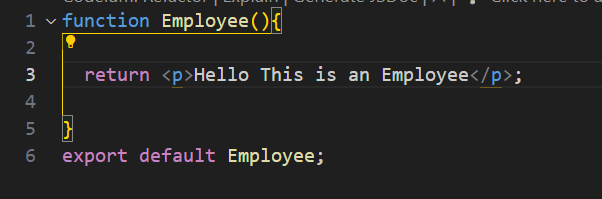 Codeium: Refactor | Explain | Generate JSDoc | X |
1 function Employee(){
2
3 return <p>Hello This is an Employee</p>;
4
5 }
6 export default Employee;